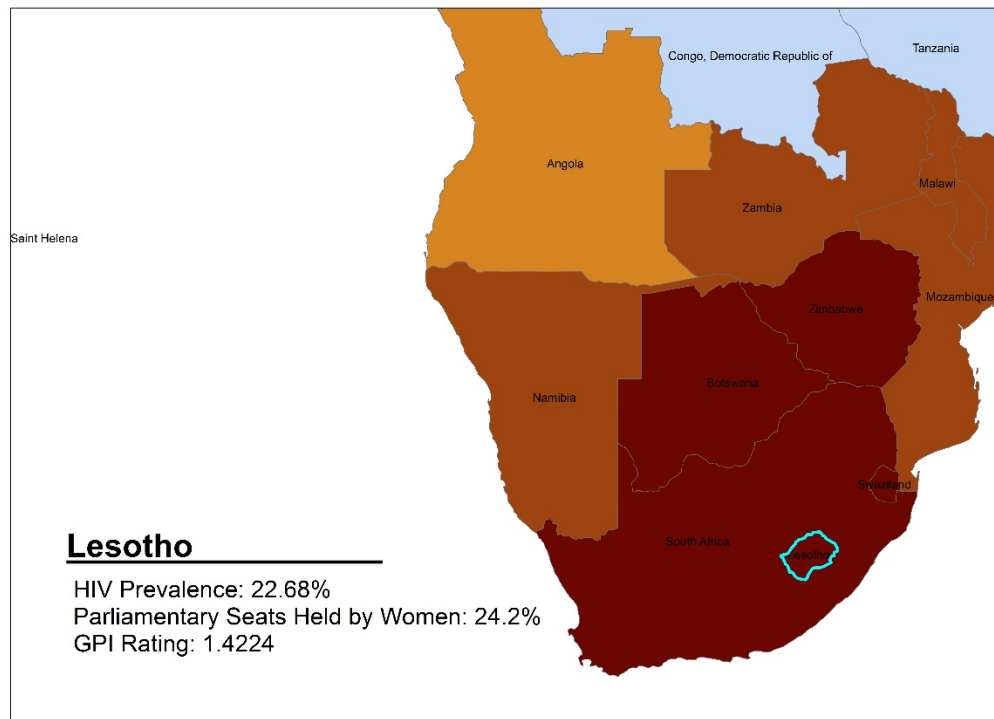 Congo, Democratic Republic of
Tanzania
Angola
Malawi
Zambia
Saint Helena
Mozambique
Zimbabwe
Botswana
Namibia
Swaziland
South Africa
Lesotho
Lesotho
HIV Prevalence: 22.68%
Parliamentary Seats Held by Women: 24.2%
GPI Rating: 1.4224